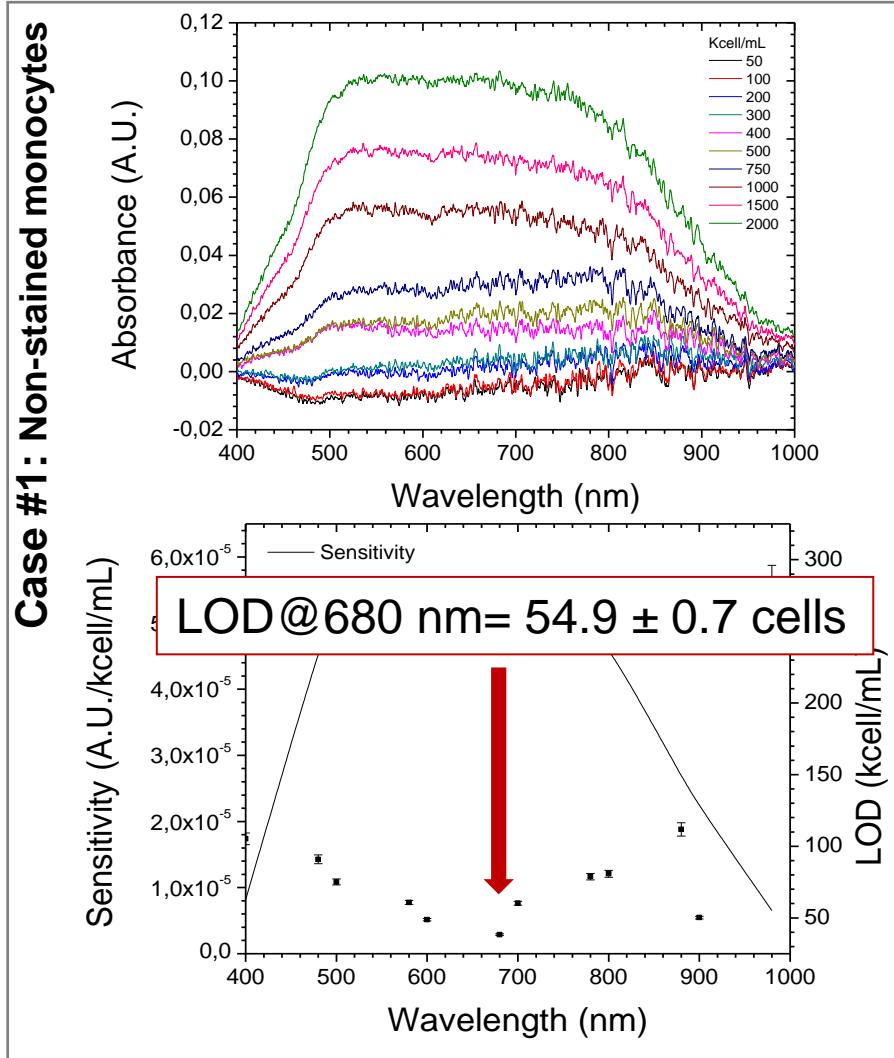 Case #1: Non-stained monocytes
0,12
0,10
0,08
0,06
0,04
0,02
0,00
-0,02
Absorbance (A.U.)
Kcell/mL
50
100
200
300
400
500
750
1000
1500
2000
400 500 600 700 800 900 1000
Wavelength (nm)
Sensitivity
6,0x10-5
4,0x10-5
3,0x10-5
2,0x10-5
1,0x10-5
0,0
Sensitivity (A.U./kcell/mL)
LOD@680 nm= 54.9 ± 0.7 cells
300
200
150
100
50
LOD (kcell/mL)
400 500 600 700 800 900 1000
Wavelength (nm)